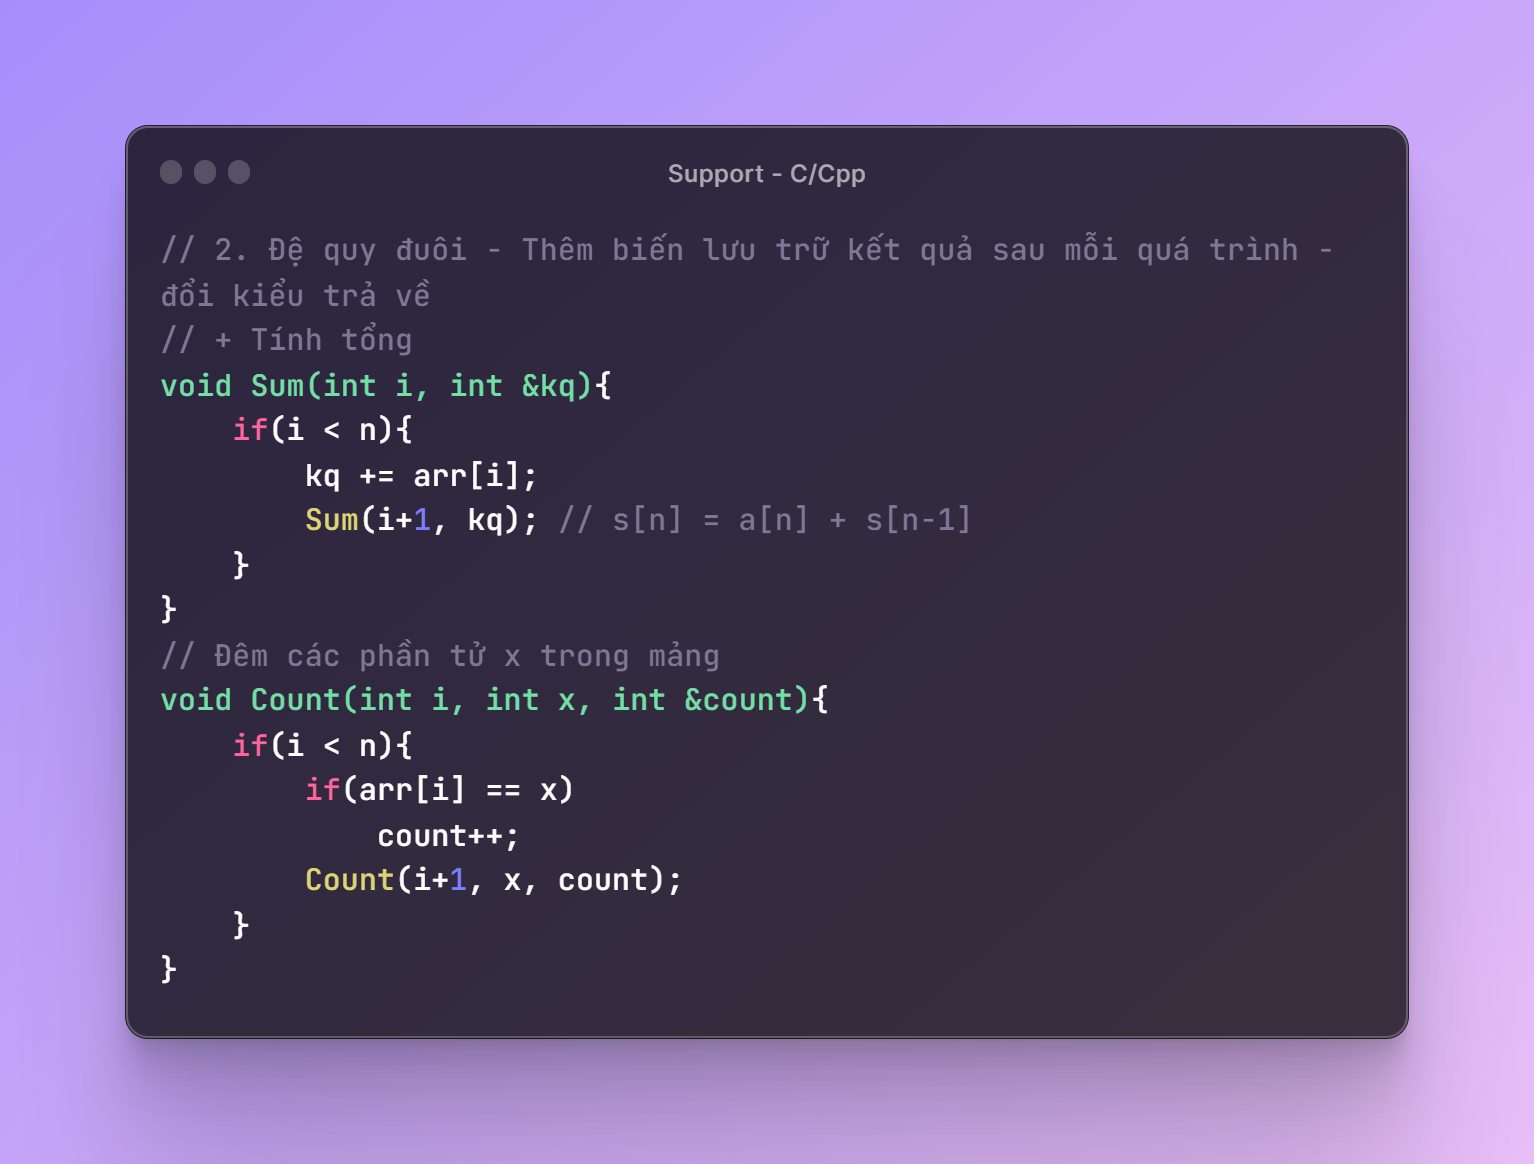 Support - C/Cpp
// 2. Đệ quy đuôi - Thêm biến lưu trữ kết quả sau mỗi quá trình -
đổi kiểu trả về
// + Tính tổng
void Sum(int i, int &kq){
    if(i < n){
        kq += arr[i];
        Sum(i+1, kq); // s[n] = a[n] + s[n-1]
    }
}
// Đêm các phần tử x trong mảng
void Count(int i, int x, int &count){
    if(i < n){
        if(arr[i] == x)
            count++;
        Count(i+1, x, count);
    }
}